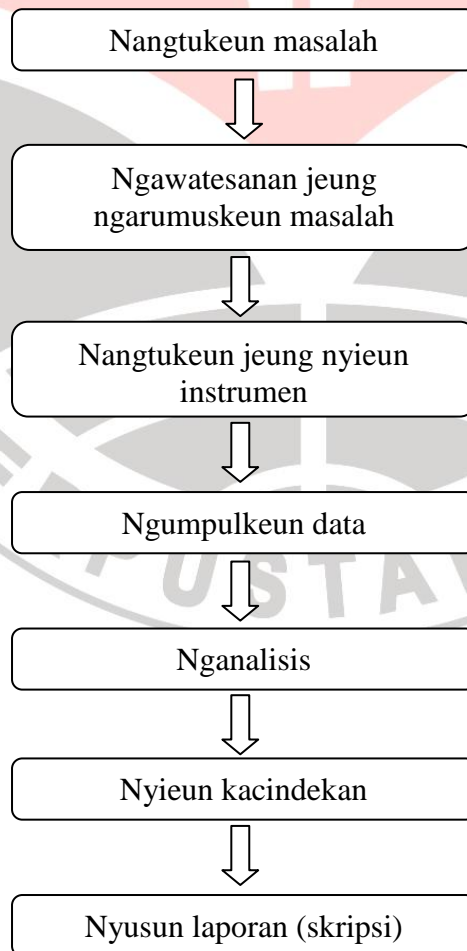 Nangtukeun masalah
Ngawatesanan jeung
ngarumuskeun masalah
Nangtukeun jeung nyieun
instrumen
Ngumpulkeun data
Nganalisis
Nyieun kacindekan
Nyusun laporan (skripsi)